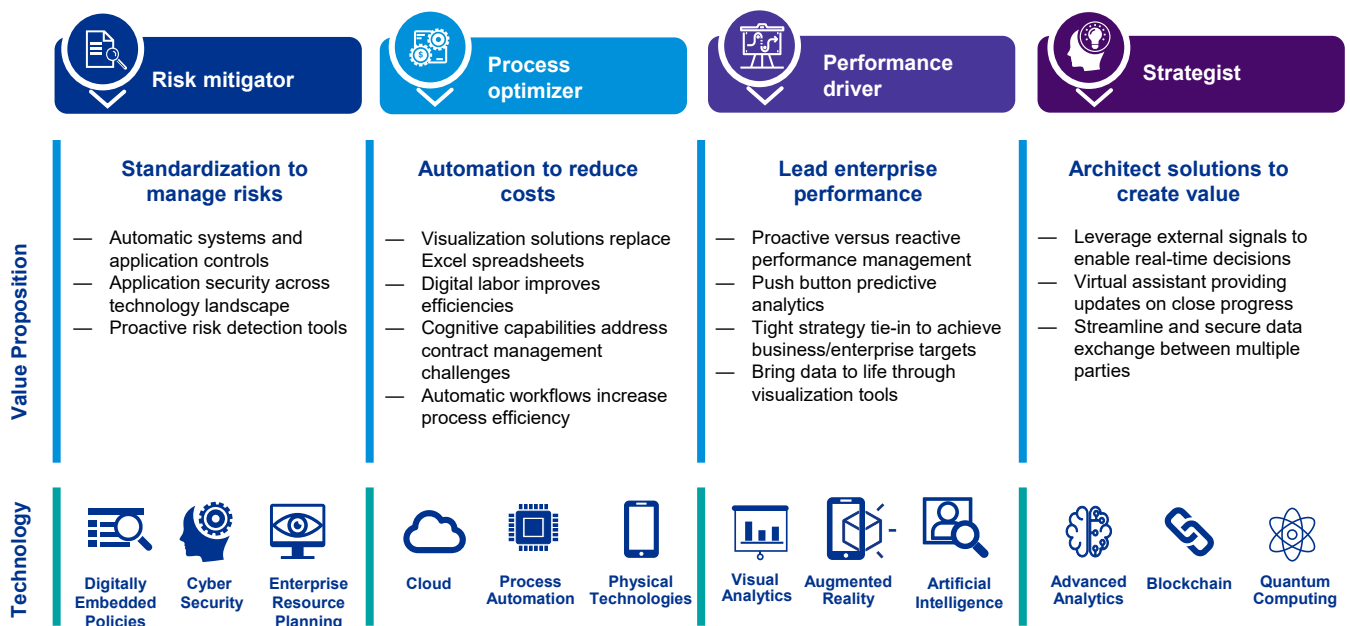 Risk mitigator
Process
optimizer
Performance
driver
Strategist
Value Proposition
Standardization to
manage risks
— Automatic systems and
application controls
— Application security across
technology landscape
— Proactive risk detection tools
Automation to reduce
costs
— Visualization solutions replace
Excel spreadsheets
— Digital labor improves
efficiencies
— Cognitive capabilities address
contract management
challenges
— Automatic workflows increase
process efficiency
Lead enterprise
performance
— Proactive versus reactive
performance management
— Push button predictive
analytics
— Tight strategy tie-in to achieve
business/enterprise targets
— Bring data to life through
visualization tools
Architect solutions to
create value
— Leverage external signals to
enable real-time decisions
— Virtual assistant providing
updates on close progress
— Streamline and secure data
exchange between multiple
parties
Technology
Digitally
Embedded
Policies
Cyber
Security
Enterprise
Resource
Planning
Cloud
Process
Automation
Physical
Technologies
Visual
Analytics
Augmented
Reality
Artificial
Intelligence
Advanced
Analytics
Blockchain
Quantum
Computing